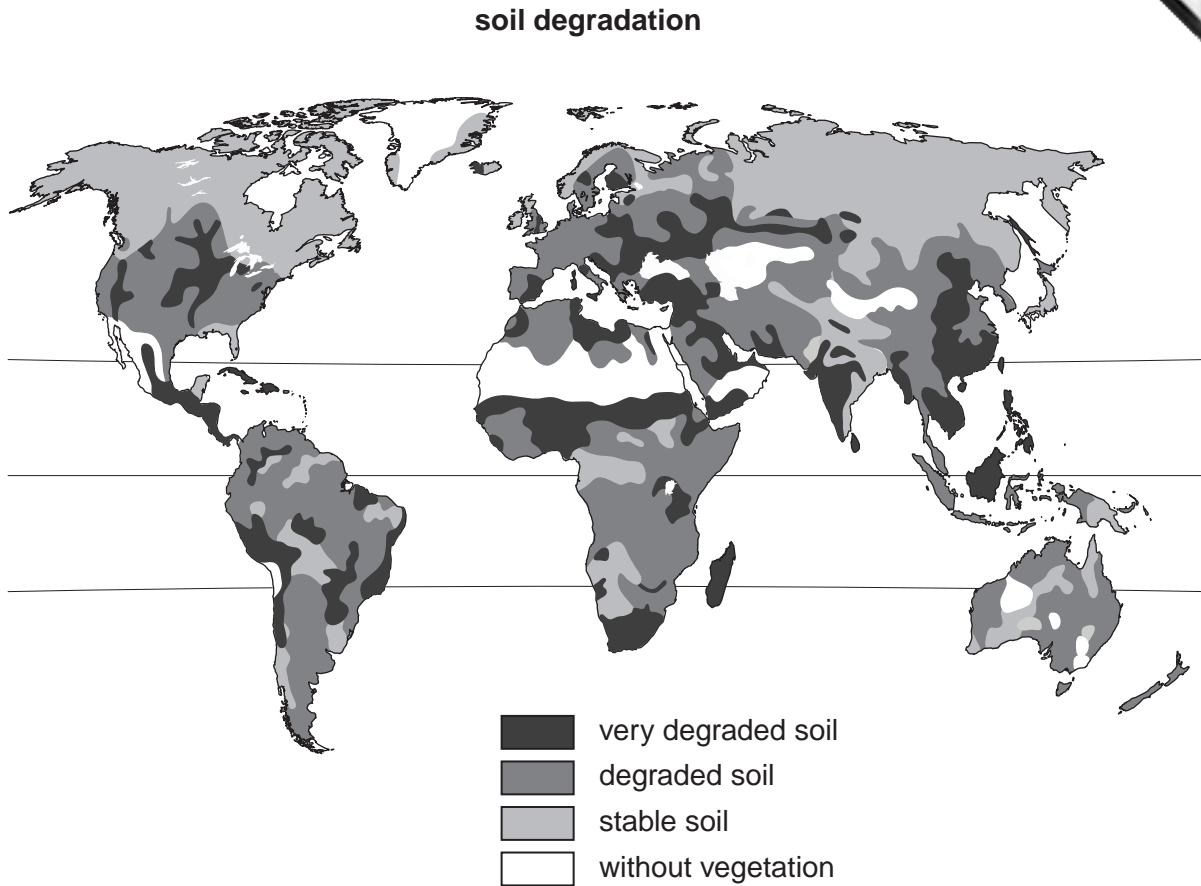 soil degradation
very degraded soil
degraded soil
stable soil
without vegetation